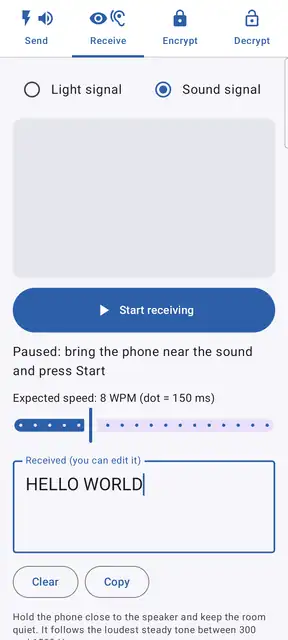 Send
Receive
Encrypt
Decrypt
Light signal
Sound signal
Start receiving
Paused: bring the phone near the sound
and press Start
Expected speed: 8 WPM (dot = 150 ms)
Received (you can edit it)
HELLO WORLD
Clear
Copy
Hold the phone close to the speaker and keep the room
quiet. It follows the loudest steady tone between 300